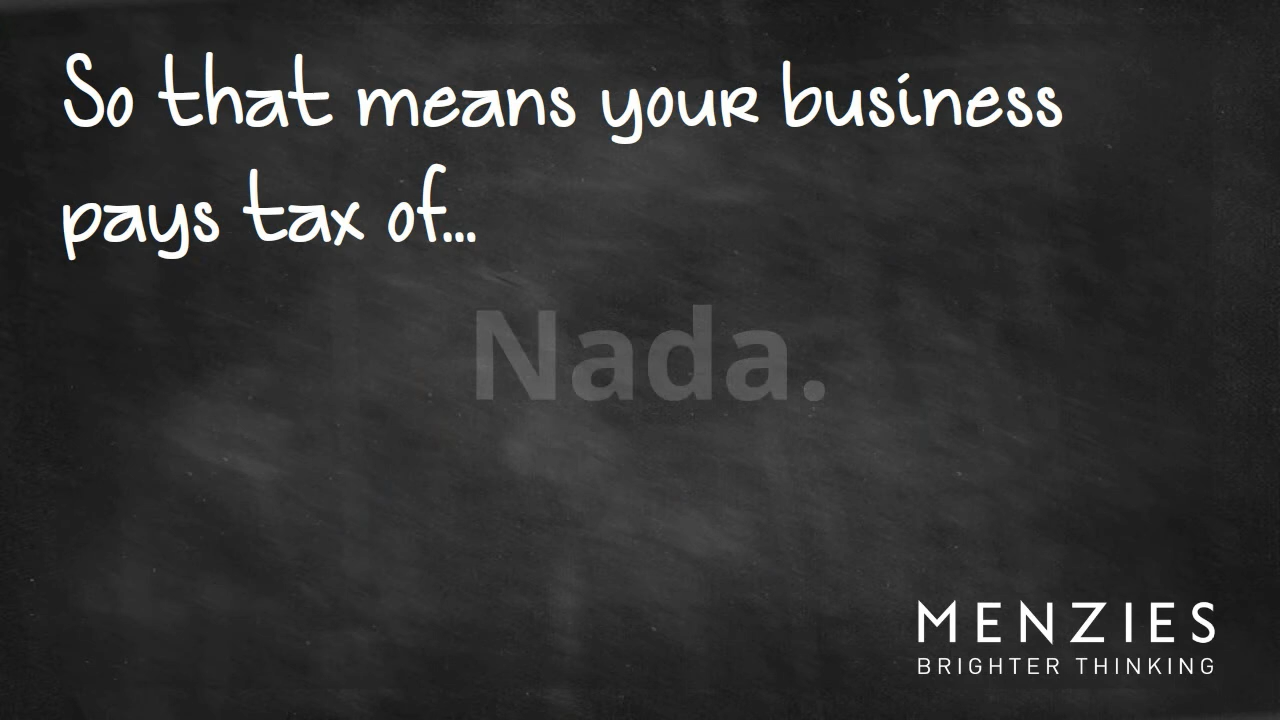 So that means your business
pays tax of...
Nada.
MENZIES
BRIGHTER THINKING